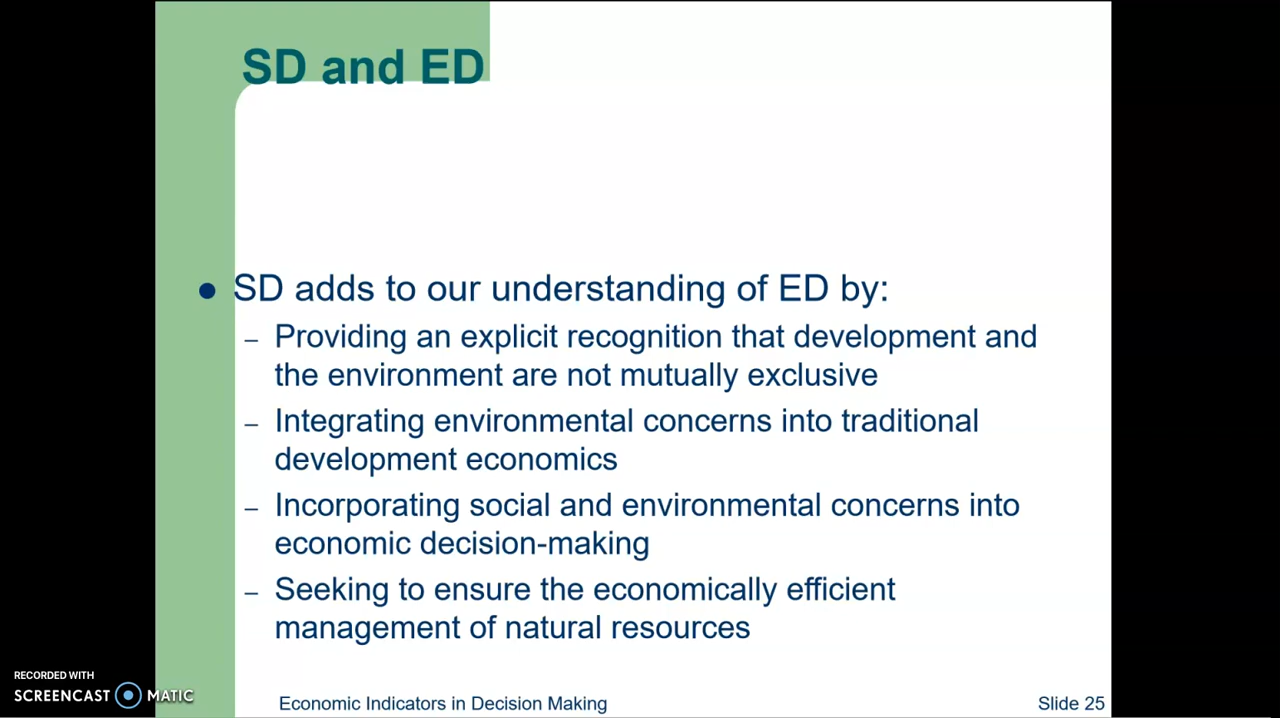 SD and ED
● SD adds to our understanding of ED by:
– Providing an explicit recognition that development and
the environment are not mutually exclusive
– Integrating environmental concerns into traditional
development economics
– Incorporating social and environmental concerns into
economic decision-making
– Seeking to ensure the economically efficient
management of natural resources
RECORDED WITH
SCREENCAST MATIC
Economic Indicators in Decision Making
Slide 25